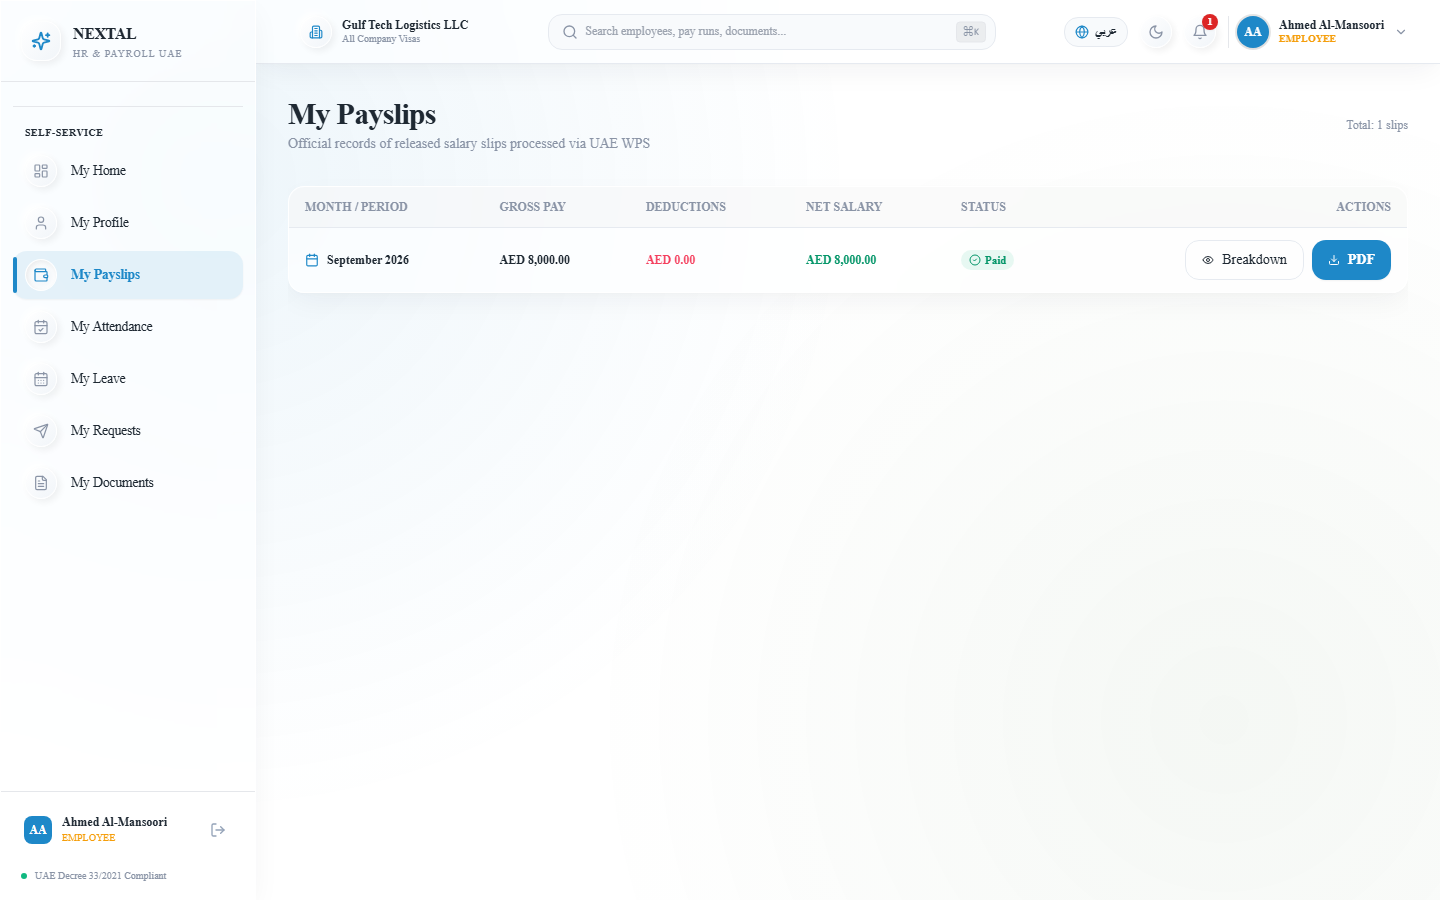 NEXTAL
HR & PAYROLL UAE
SELF-SERVICE
My Home
My Profile
My Payslips
My Attendance
My Leave
My Requests
My Documents
Ahmed Al-Mansoori
AA
EMPLOYEE
UAE Decree 33/2021 Compliant
Gulf Tech Logistics LLC
All Company Visas
Search employees, pay runs, documents...
⌘K
عربي
1
AA
Ahmed Al-Mansoori
EMPLOYEE
My Payslips
Official records of released salary slips processed via UAE WPS
Total: 1 slips
MONTH / PERIOD GROSS PAY DEDUCTIONS NET SALARY STATUS ACTIONS
September 2026 AED 8,000.00 AED 0.00 AED 8,000.00 Paid Breakdown PDF